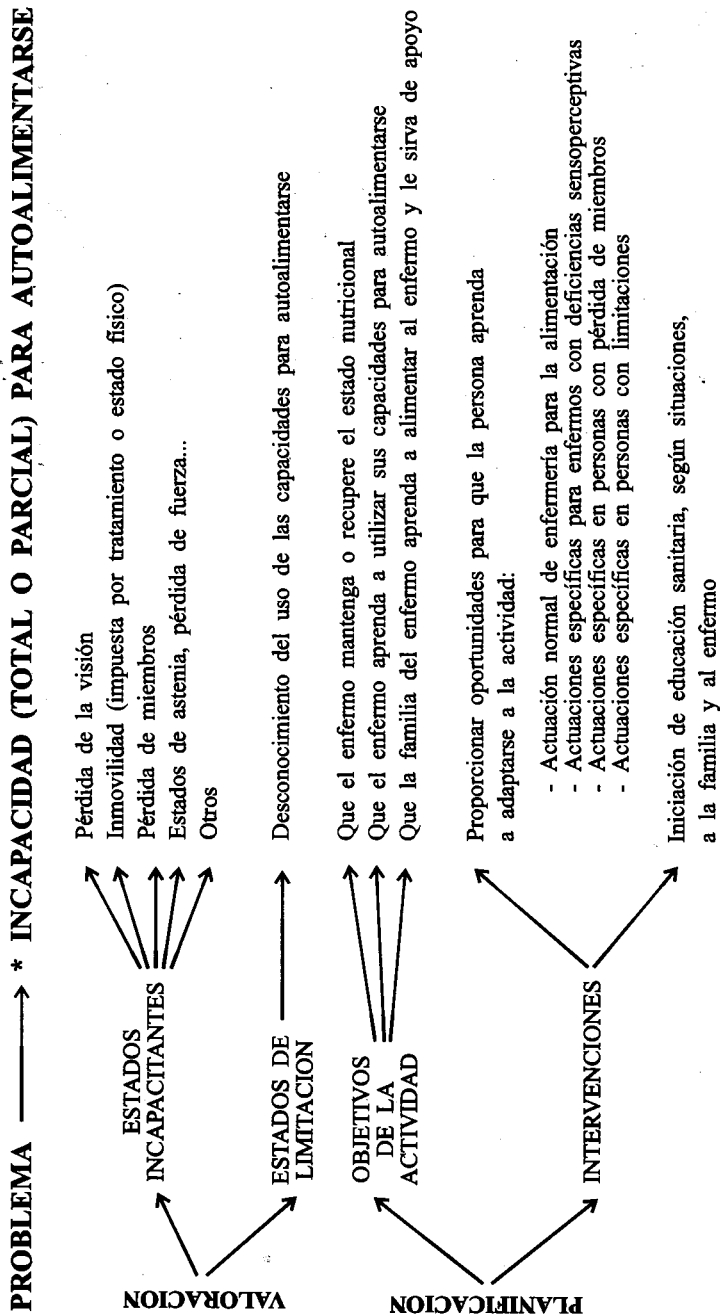 PROBLEMA → * INCAPACIDAD (TOTAL O PARCIAL) PARA AUTOALIMENTARSE
VALORACION
ESTADOS
INCAPACITANTES
Pérdida de la visión
Inmovilidad (impuesta por tratamiento o estado físico)
Pérdida de miembros
Estados de astenia, pérdida de fuerza...
Otros
ESTADOS DE
LIMITACION
Desconocimiento del uso de las capacidades para autoalimentarse
PLANIFICACION
OBJETIVOS
DE LA
ACTIVIDAD
Que el enfermo mantenga o recupere el estado nutricional
Que el enfermo aprenda a utilizar sus capacidades para autoalimentarse
Que la familia del enfermo aprenda a alimentar al enfermo y le sirva de apoyo
INTERVENCIONES
Proporcionar oportunidades para que la persona aprenda
a adaptarse a la actividad:
- Actuación normal de enfermería para la alimentación
- Actuaciones específicas para enfermos con deficiencias sensoperceptivas
- Actuaciones específicas en personas con pérdida de miembros
- Actuaciones específicas en personas con limitaciones
Iniciación de educación sanitaria, según situaciones,
a la familia y al enfermo